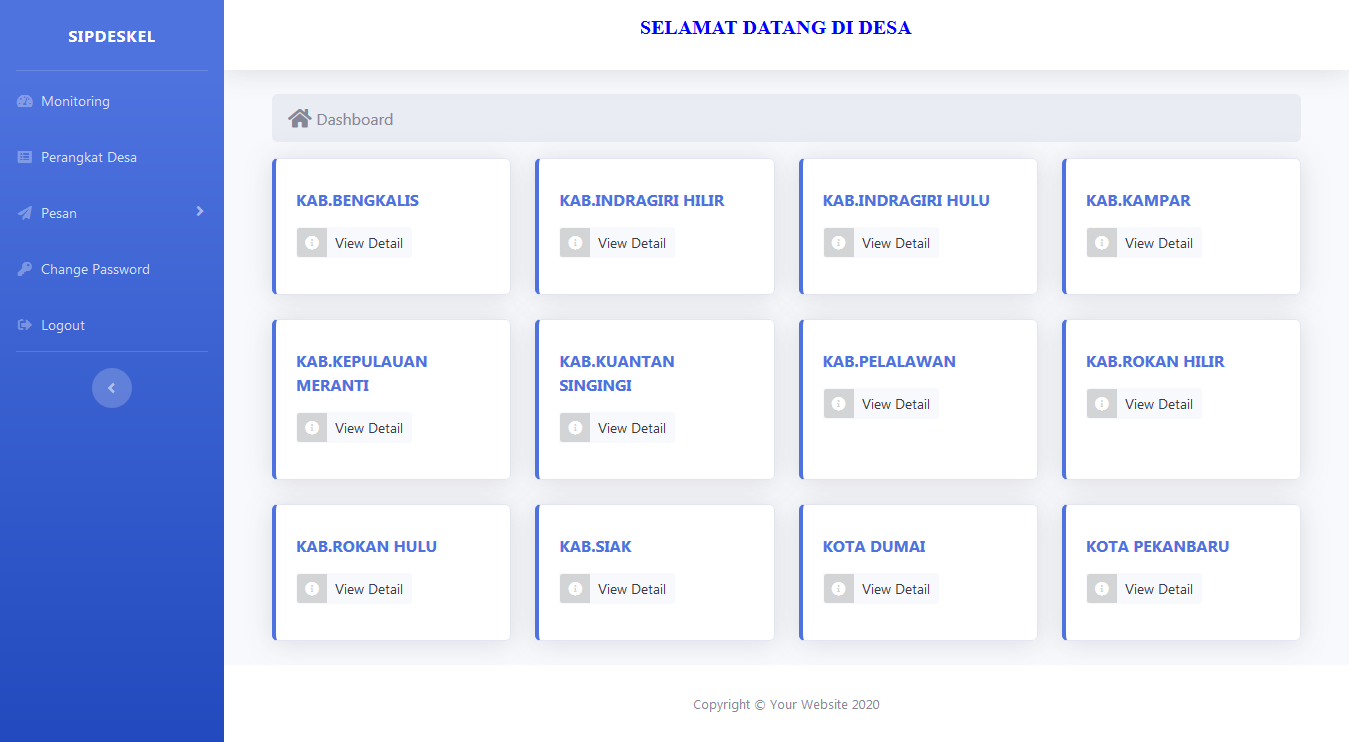 SIPDESKEL
Monitoring
Perangkat Desa
Pesan
Change Password
Logout
SELAMAT DATANG DI DESA
Dashboard
KAB.BENGKALIS
View Detail
KAB.INDRAGIRI HILIR
View Detail
KAB.INDRAGIRI HULU
View Detail
KAB.KAMPAR
View Detail
KAB.KEPULAUAN
MERANTI
View Detail
KAB.KUANTAN
SINGINGI
View Detail
KAB.PELALAWAN
View Detail
KAB.ROKAN HILIR
View Detail
KAB.ROKAN HULU
View Detail
KAB.SIAK
View Detail
KOTA DUMAI
View Detail
KOTA PEKANBARU
View Detail
Copyright © Your Website 2020